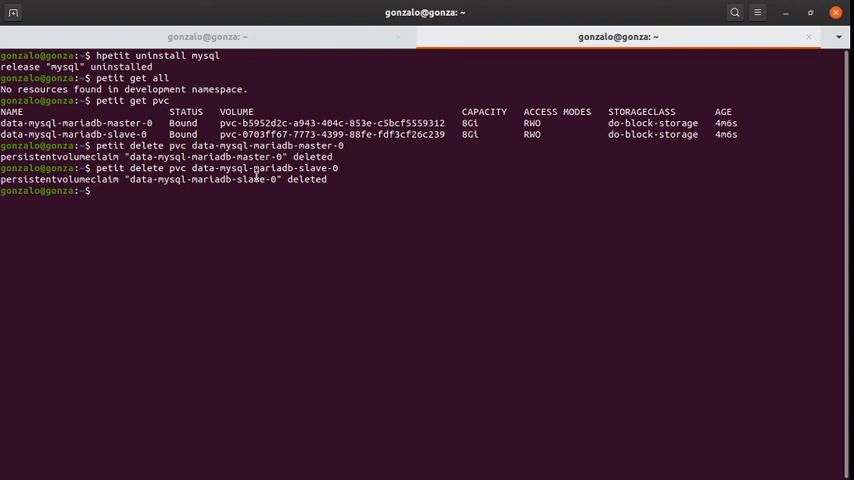 gonzalo@gonza: ~
gonzalo@gonza: ~
gonzalo@gonza: ~
gonzalo@gonza:~$ hpetit uninstall mysql
release "mysql" uninstalled
gonzalo@gonza:~$ petit get all
No resources found in development namespace.
gonzalo@gonza:~$ petit get pvc
NAME STATUS VOLUME CAPACITY ACCESS MODES STORAGECLASS AGE
data-mysql-mariadb-master-0 Bound pvc-b5952d2c-a943-404c-853e-c5bcf5559312 8Gi RWO do-block-storage 4m6s
data-mysql-mariadb-slave-0 Bound pvc-0703ff67-7773-4399-88fe-fdf3cf26c239 8Gi RWO do-block-storage 4m6s
gonzalo@gonza:~$ petit delete pvc data-mysql-mariadb-master-0
persistentvolumeclaim "data-mysql-mariadb-master-0" deleted
gonzalo@gonza:~$ petit delete pvc data-mysql-mariadb-slave-0
persistentvolumeclaim "data-mysql-mariadb-slave-0" deleted
gonzalo@gonza:~$